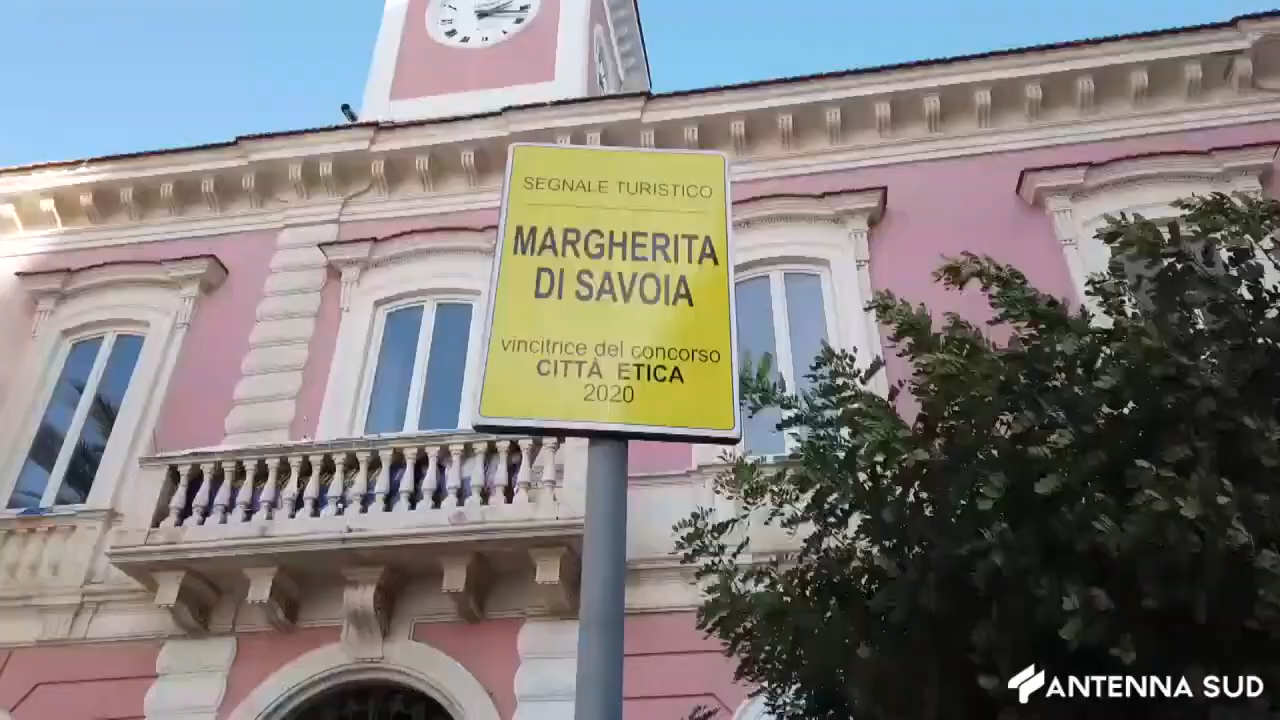 SEGNALE TURISTICO
MARGHERITA
DI SAVOIA
vincitrice del concorso
CITTÀ ETICA
2020
ANTENNA SUD